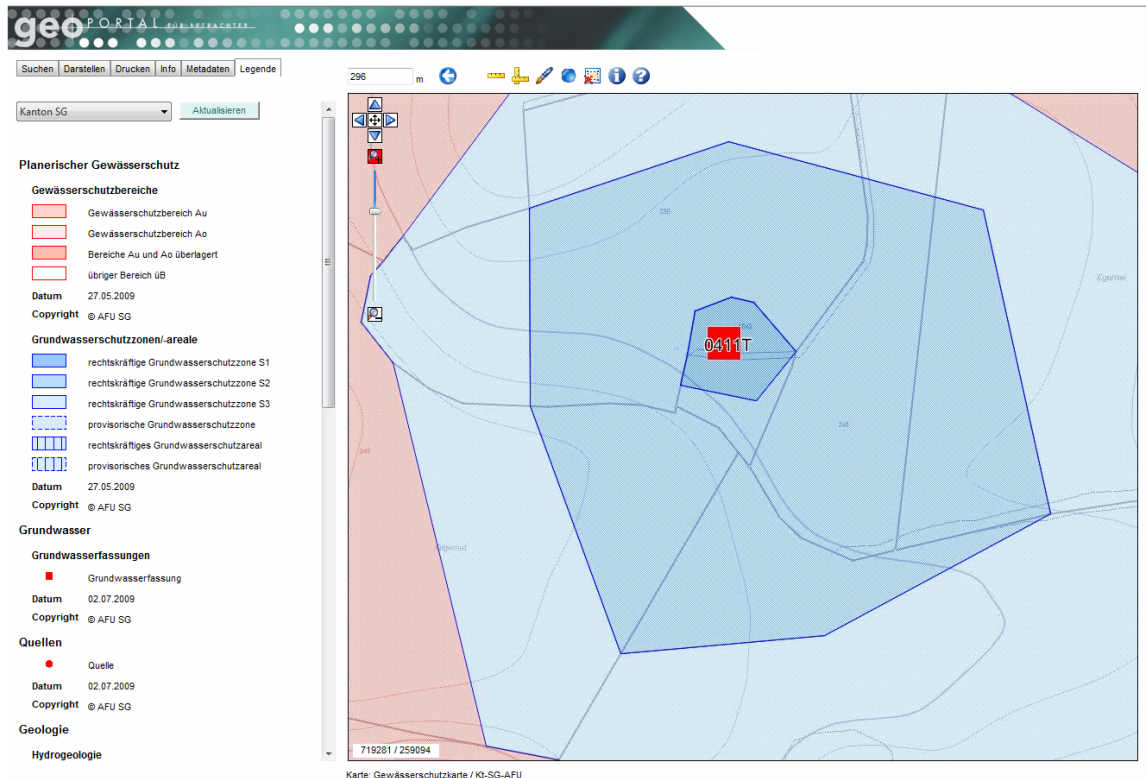 geoPORTAL FÜR BETRACHTER
Suchen Darstellen Drucken Info Metadaten Legende
296 m
Kanton SG Aktualisieren
Planerischer Gewässerschutz
Gewässerschutzbereiche
Gewässerschutzbereich Au
Gewässerschutzbereich Ao
Bereiche Au und Ao überlagert
übriger Bereich üB
Datum 27.05.2009
Copyright © AFU SG
Grundwasserschutzzonen/-areale
rechtskräftige Grundwasserschutzzone S1
rechtskräftige Grundwasserschutzzone S2
rechtskräftige Grundwasserschutzzone S3
provisorische Grundwasserschutzzone
rechtskräftiges Grundwasserschutzareal
provisorisches Grundwasserschutzareal
Datum 27.05.2009
Copyright © AFU SG
Grundwasser
Grundwasserfassungen
Grundwasserfassung
Datum 02.07.2009
Copyright © AFU SG
Quellen
Quelle
Datum 02.07.2009
Copyright © AFU SG
Geologie
Hydrogeologie
0411T
247
719281 / 259094
Karte: Gewässerschutzkarte / Kt-SG-AFU